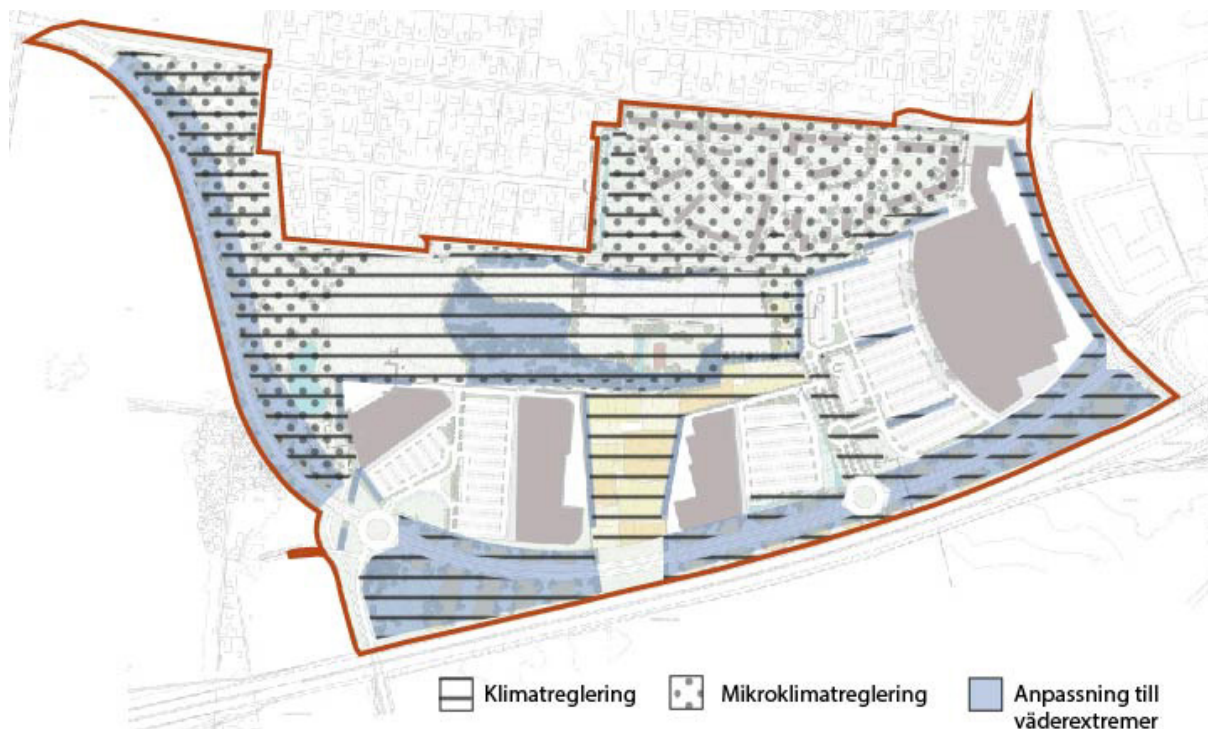 Klimatreglering
Mikroklimatreglering
Anpassning till
väderextremer